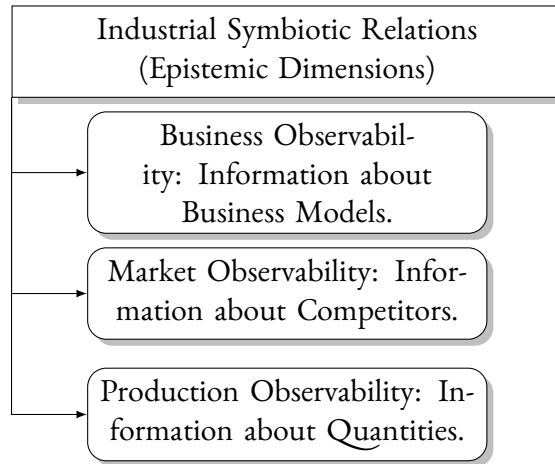 Industrial Symbiotic Relations
(Epistemic Dimensions)
Business Observabil-
ity: Information about
Business Models.
Market Observability: Infor-
mation about Competitors.
Production Observability: In-
formation about Quantities.